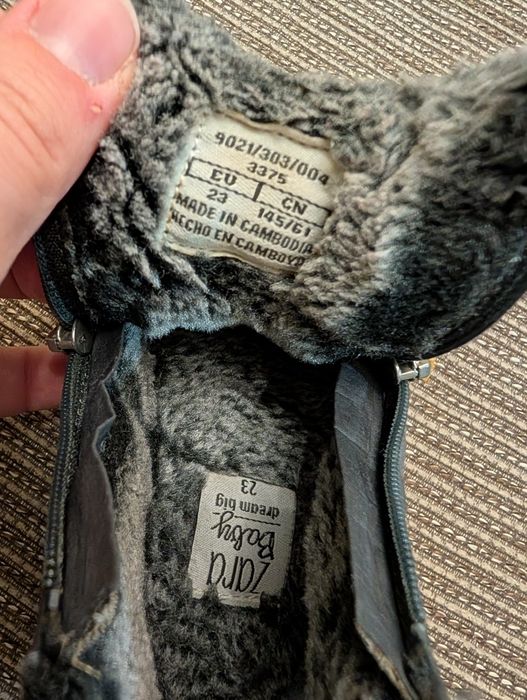 9021/303/004
3375
EU CN
23 145/61
MADE IN CAMBODIA
HECHO EN CAMBOYA
zara
Baby
dream big
23